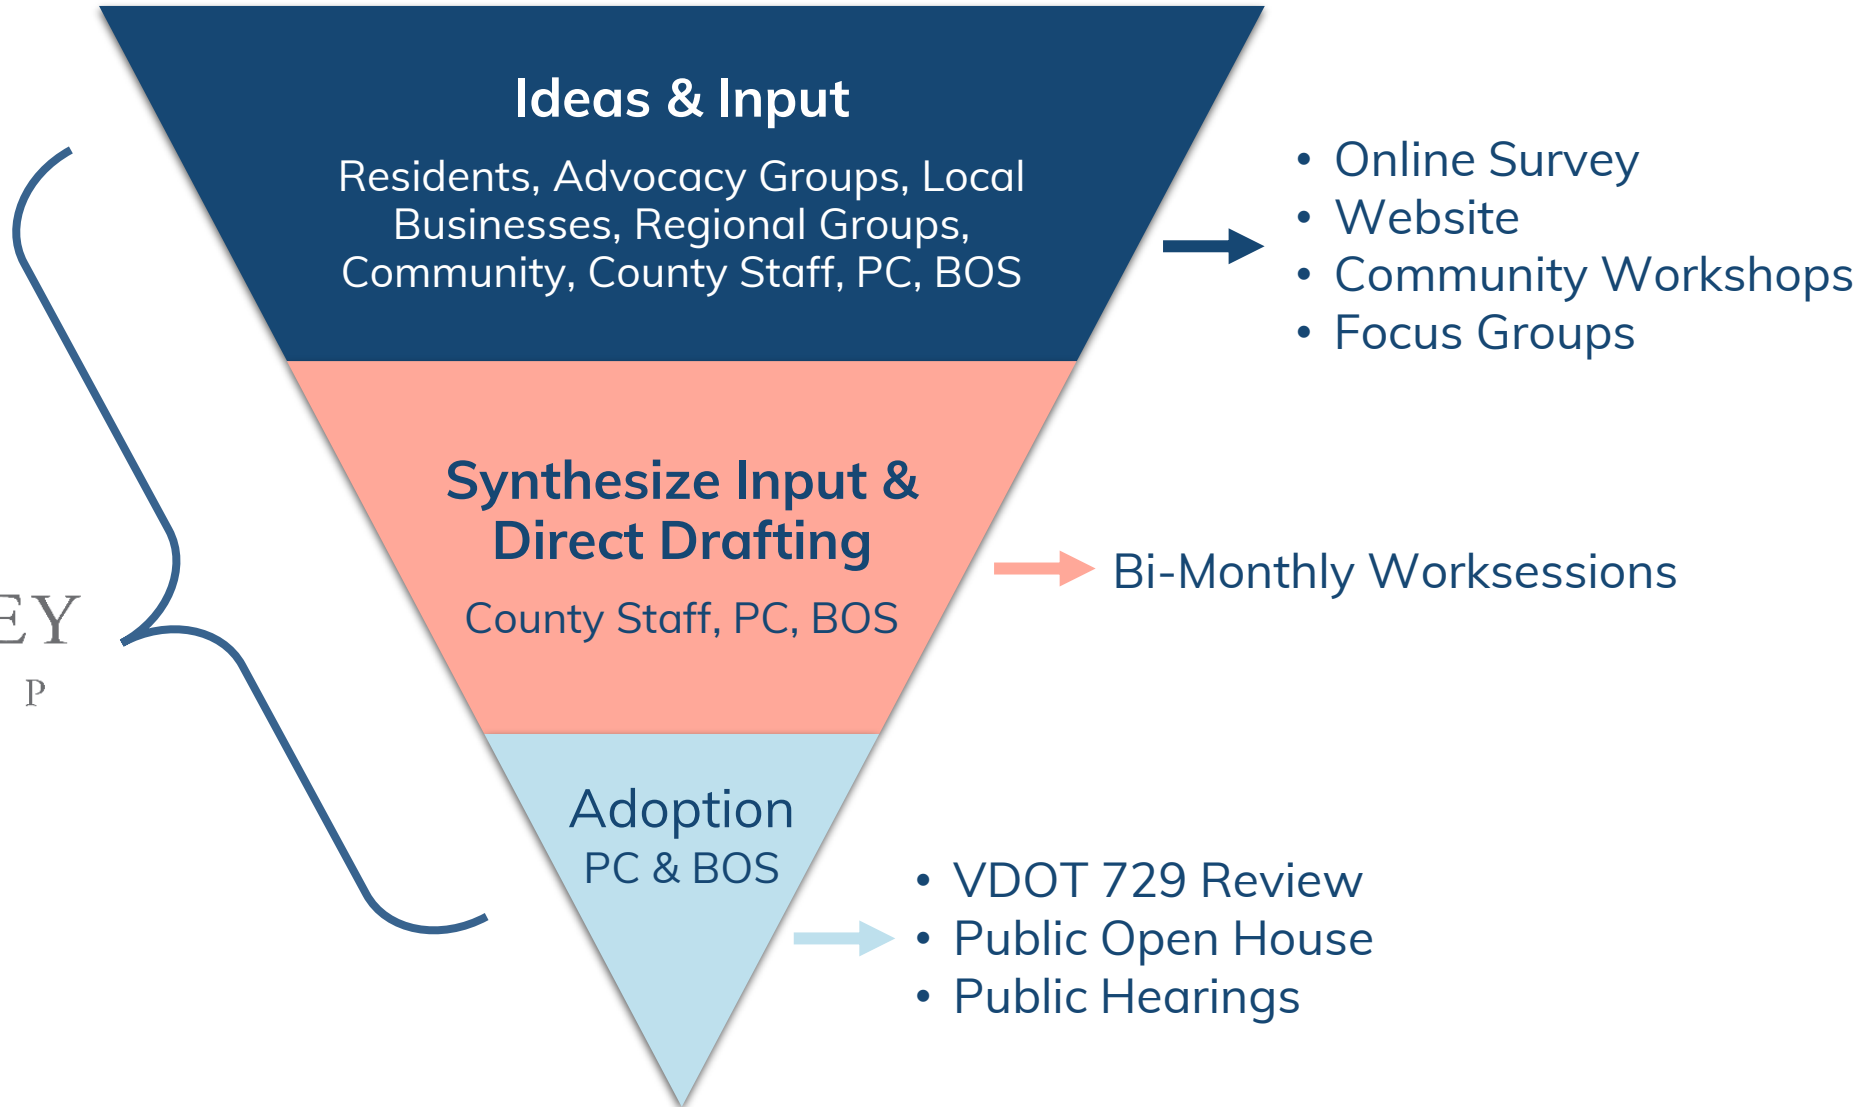 Ideas & Input
Residents, Advocacy Groups, Local
Businesses, Regional Groups,
Community, County Staff, PC, BOS
• Online Survey
• Website
• Community Workshops
• Focus Groups
Synthesize Input &
Direct Drafting
County Staff, PC, BOS
Bi-Monthly Worksessions
EY
P
Adoption
PC & BOS
• VDOT 729 Review
• Public Open House
• Public Hearings